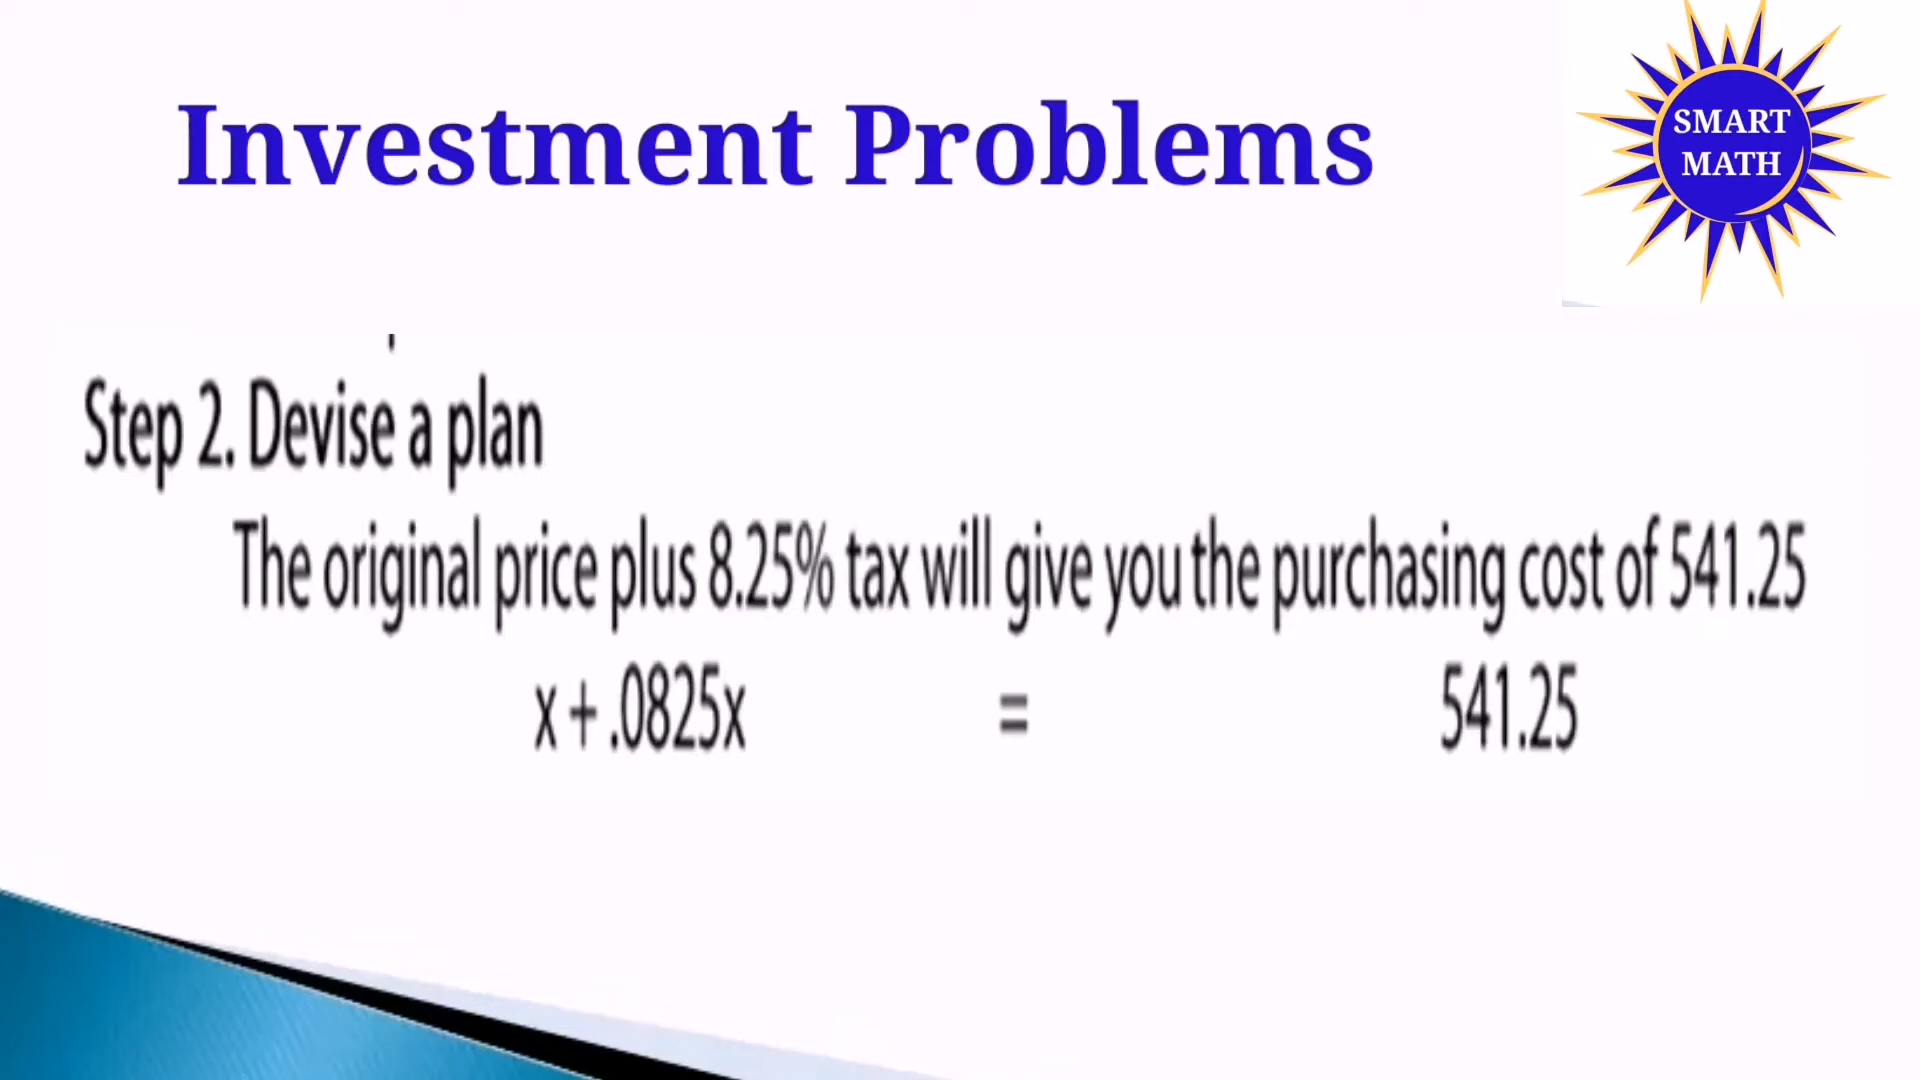 Investment Problems
SMART
MATH
Step 2. Devise a plan
The original price plus 8.25% tax will give you the purchasing cost of 541.25
x + .0825x = 541.25